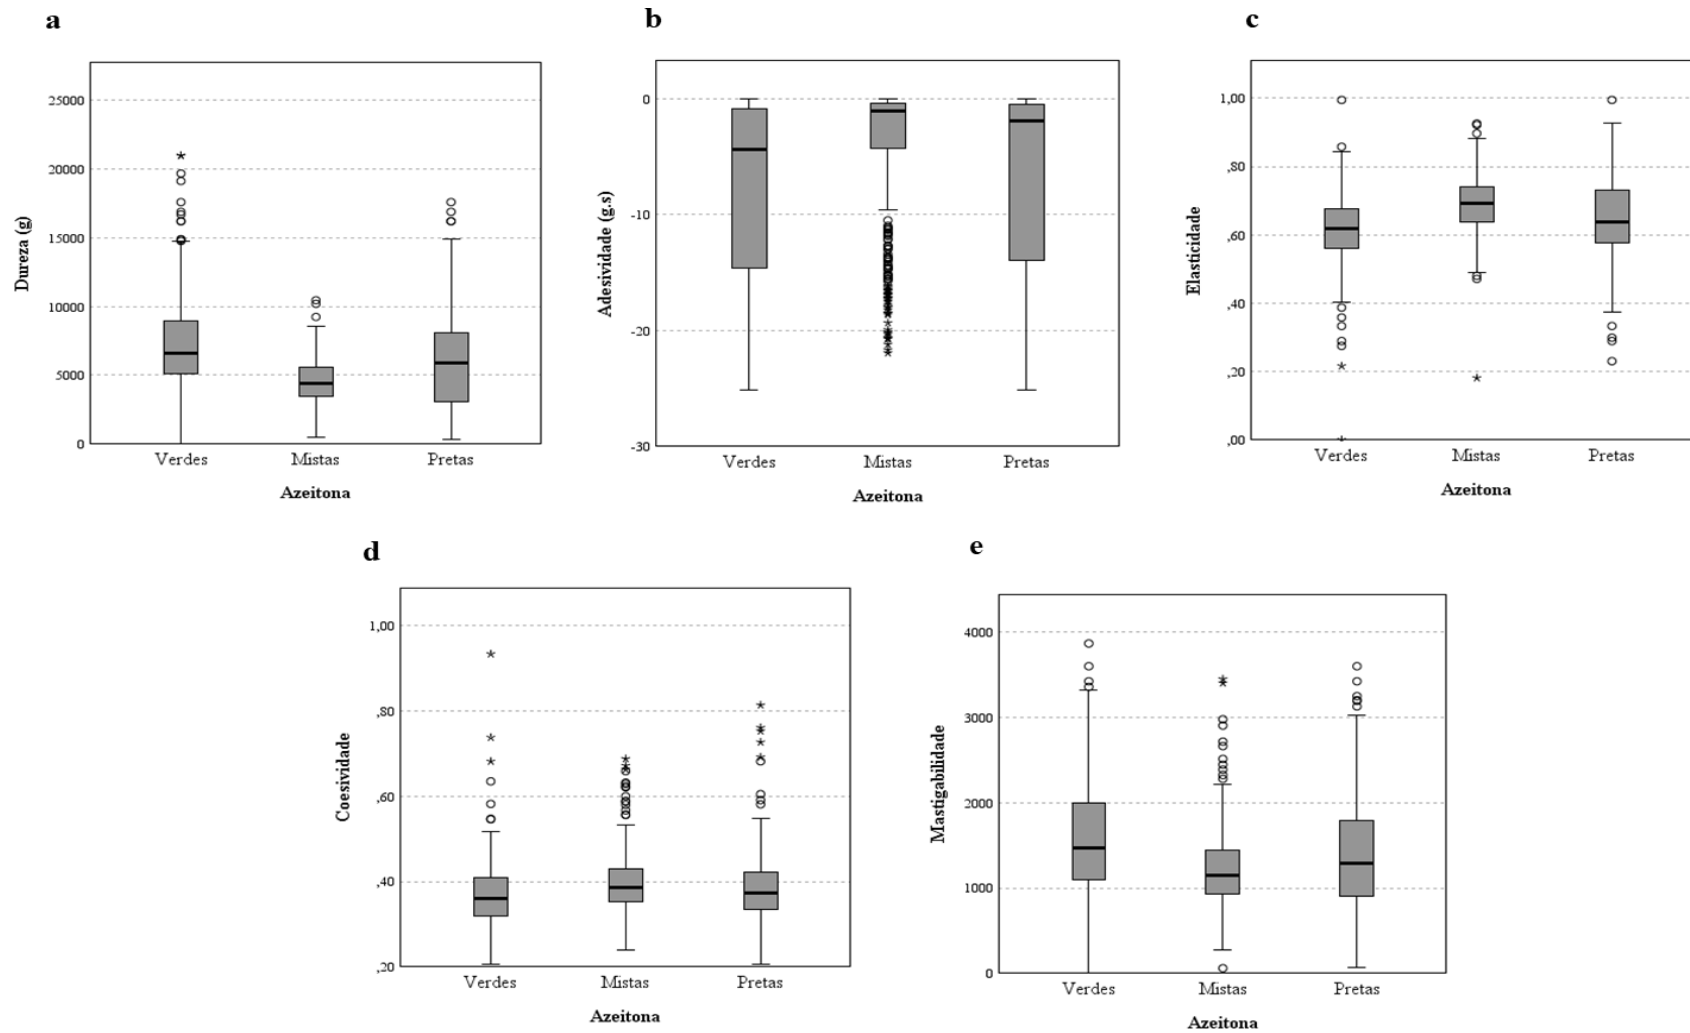 a
25000
20000
15000
10000
5000
0
Dureza (g)
Verdes Mistas Pretas
Azeitona
b
0
-10
-20
-30
Adesividade (g.s)
Verdes Mistas Pretas
Azeitona
c
1,00
,80
,60
,40
,20
,00
Elasticidade
Verdes Mistas Pretas
Azeitona
d
1,00
,80
,60
,40
,20
Coesividade
Verdes Mistas Pretas
Azeitona
e
4000
3000
2000
1000
0
Mastigabilidade
Verdes Mistas Pretas
Azeitona